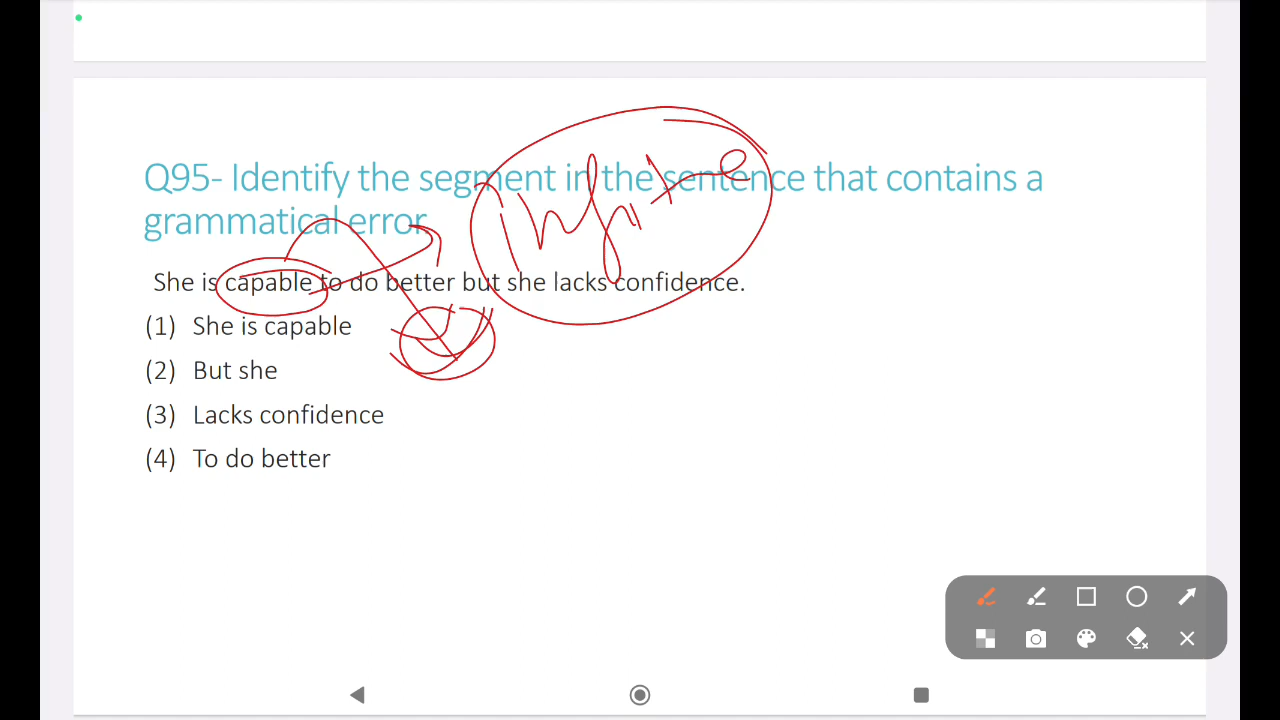 Q95- Identify the segment in the sentence that contains a
grammatical error.
She is capable to do better but she lacks confidence.
(1) She is capable
(2) But she
(3) Lacks confidence
(4) To do better